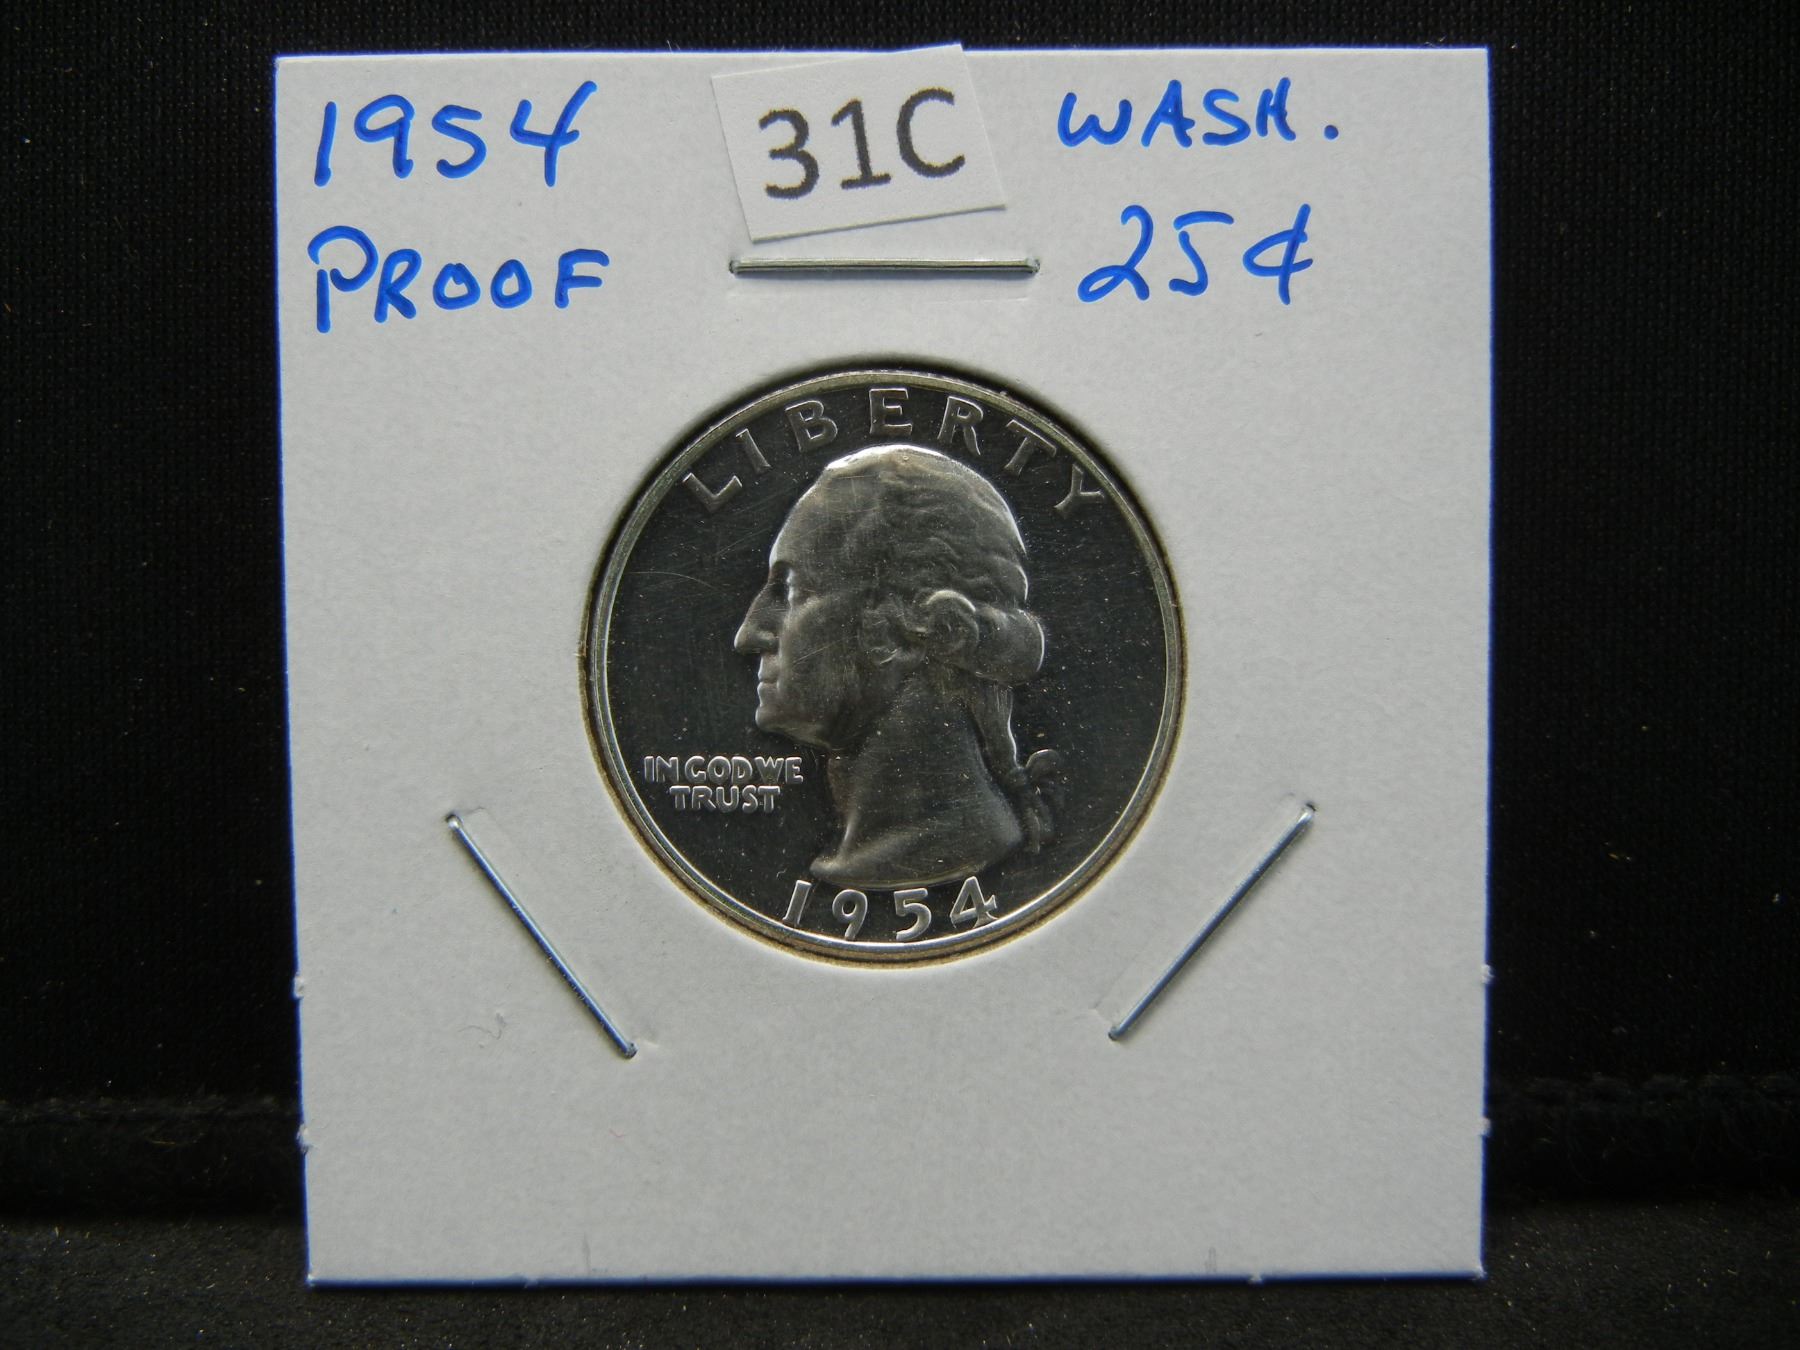 1954
PROOF
31C
WASH.
25¢
LIBERTY
IN GOD WE
TRUST
1954